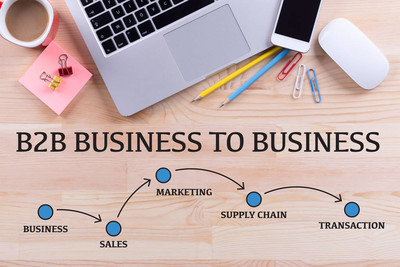 B2B BUSINESS TO BUSINESS
BUSINESS
SALES
MARKETING
SUPPLY CHAIN
TRANSACTION